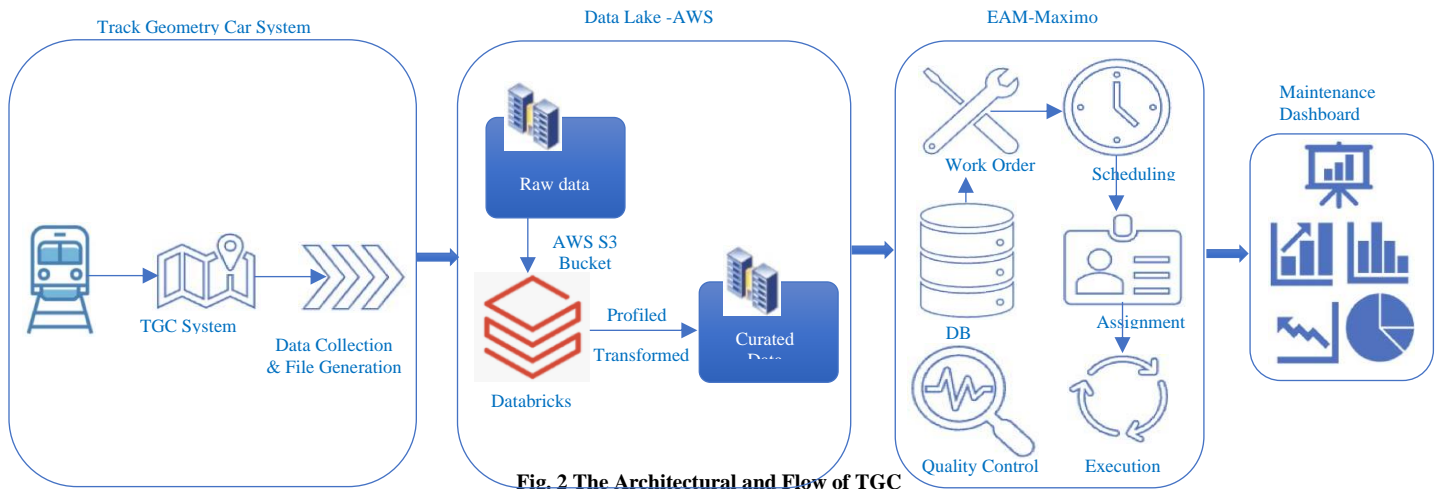 Track Geometry Car System
TGC System
Data Collection
& File Generation
Data Lake -AWS
Raw data
AWS S3
Bucket
Databricks
Profiled
Transformed
Curated
Data
EAM-Maximo
Work Order
Scheduling
DB
Assignment
Quality Control
Execution
Maintenance
Dashboard
Fig. 2 The Architectural and Flow of TGC